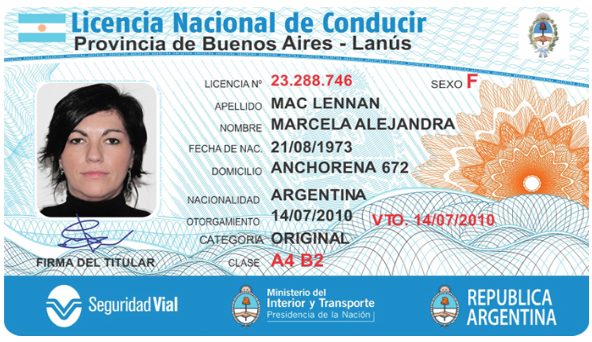 Licencia Nacional de Conducir
Provincia de Buenos Aires - Lanús
LICENCIA Nº 23.288.746 SEXO F
APELLIDO MAC LENNAN
NOMBRE MARCELA ALEJANDRA
FECHA DE NAC. 21/08/1973
DOMICILIO ANCHORENA 672
NACIONALIDAD ARGENTINA
OTORGAMIENTO 14/07/2010 VTO. 14/07/2010
CATEGORIA ORIGINAL
CLASE A4 B2
FIRMA DEL TITULAR
Seguridad Vial
Ministerio del
Interior y Transporte
Presidencia de la Nación
REPUBLICA
ARGENTINA